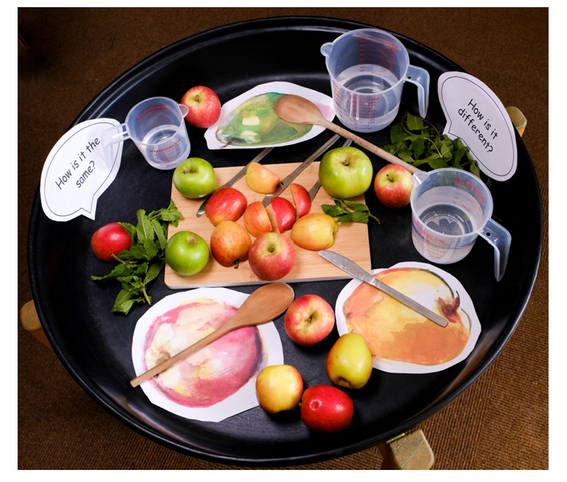 How is it the
same?
How is it
different?